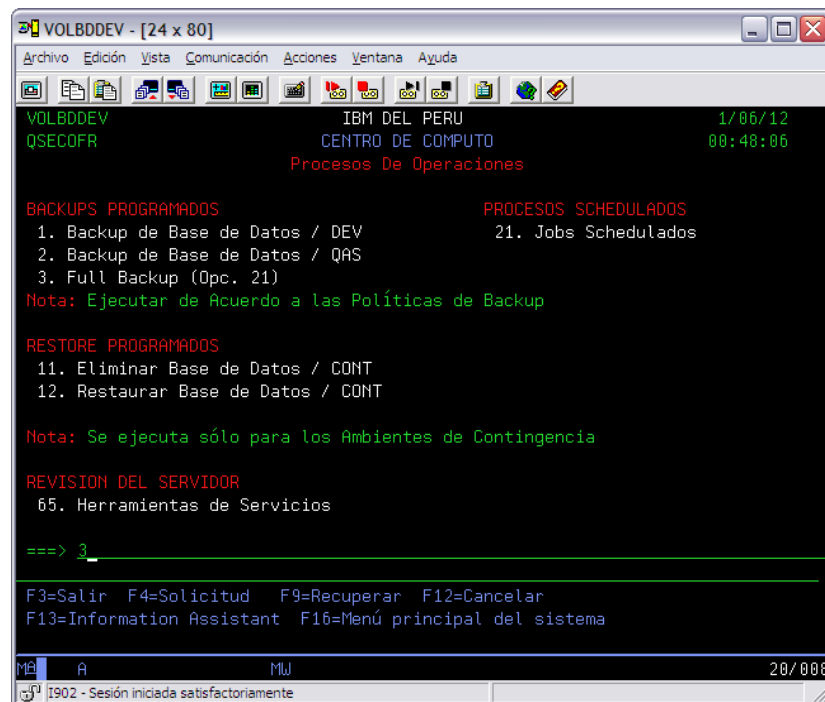 VOLBDDEV - [24 x 80]
Archivo Edición Vista Comunicación Acciones Ventana Ayuda
VOLBDDEV IBM DEL PERU 1/06/12
QSECOFR CENTRO DE COMPUTO 00:48:06
Procesos De Operaciones
BACKUPS PROGRAMADOS PROCESOS SCHEDULADOS
1. Backup de Base de Datos / DEV 21. Jobs Schedulados
2. Backup de Base de Datos / QAS
3. Full Backup (Opc. 21)
Nota: Ejecutar de Acuerdo a las Políticas de Backup
RESTORE PROGRAMADOS
11. Eliminar Base de Datos / CONT
12. Restaurar Base de Datos / CONT
Nota: Se ejecuta sólo para los Ambientes de Contingencia
REVISION DEL SERVIDOR
65. Herramientas de Servicios
===> 3
F3=Salir F4=Solicitud F9=Recuperar F12=Cancelar
F13=Information Assistant F16=Menú principal del sistema
MA A MW 20/008
I902 - Sesión iniciada satisfactoriamente